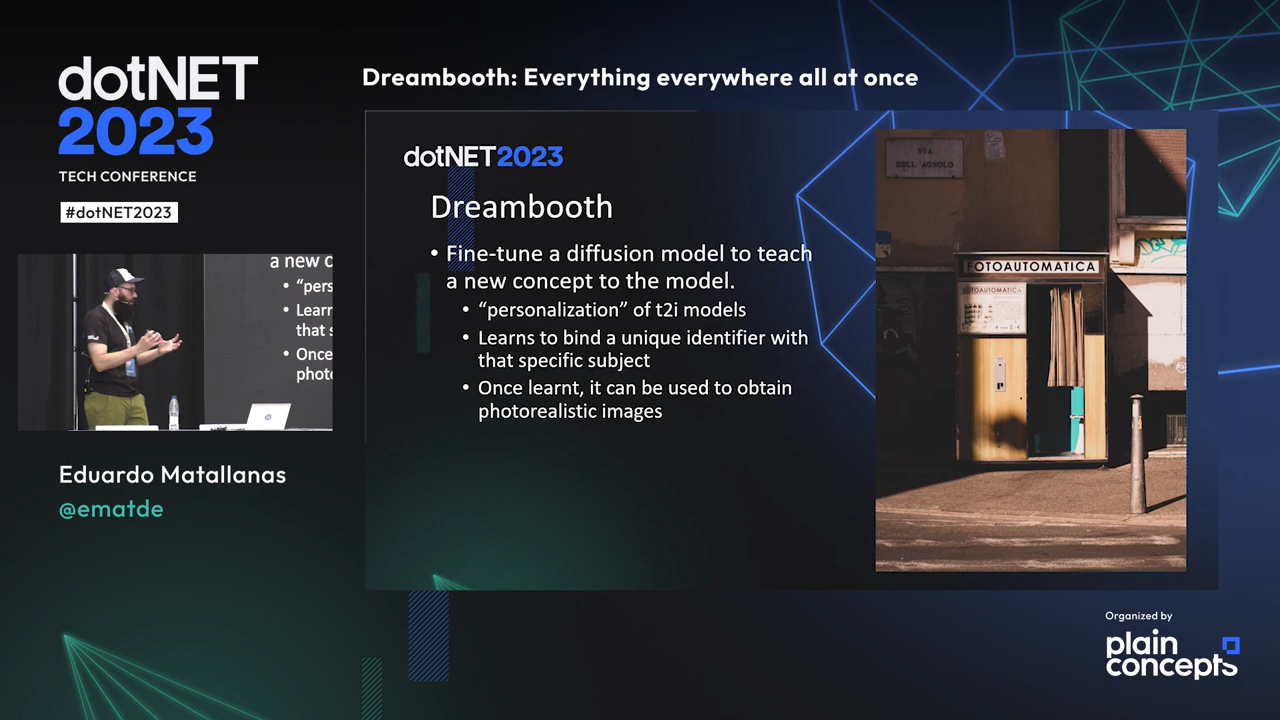 dotNET
2023
TECH CONFERENCE
#dotNET2023
Dreambooth: Everything everywhere all at once
dotNET2023
Dreambooth
• Fine-tune a diffusion model to teach
a new concept to the model.
• “personalization” of t2i models
• Learns to bind a unique identifier with
that specific subject
• Once learnt, it can be used to obtain
photorealistic images
VIA
DELL'AGNOLO
FOTOAUTOMATICA
FOTOAUTOMATICA
a new c
• “pers
• Learn
that s
• Once
photo
Eduardo Matallanas
@ematde
Organized by
plain
concepts